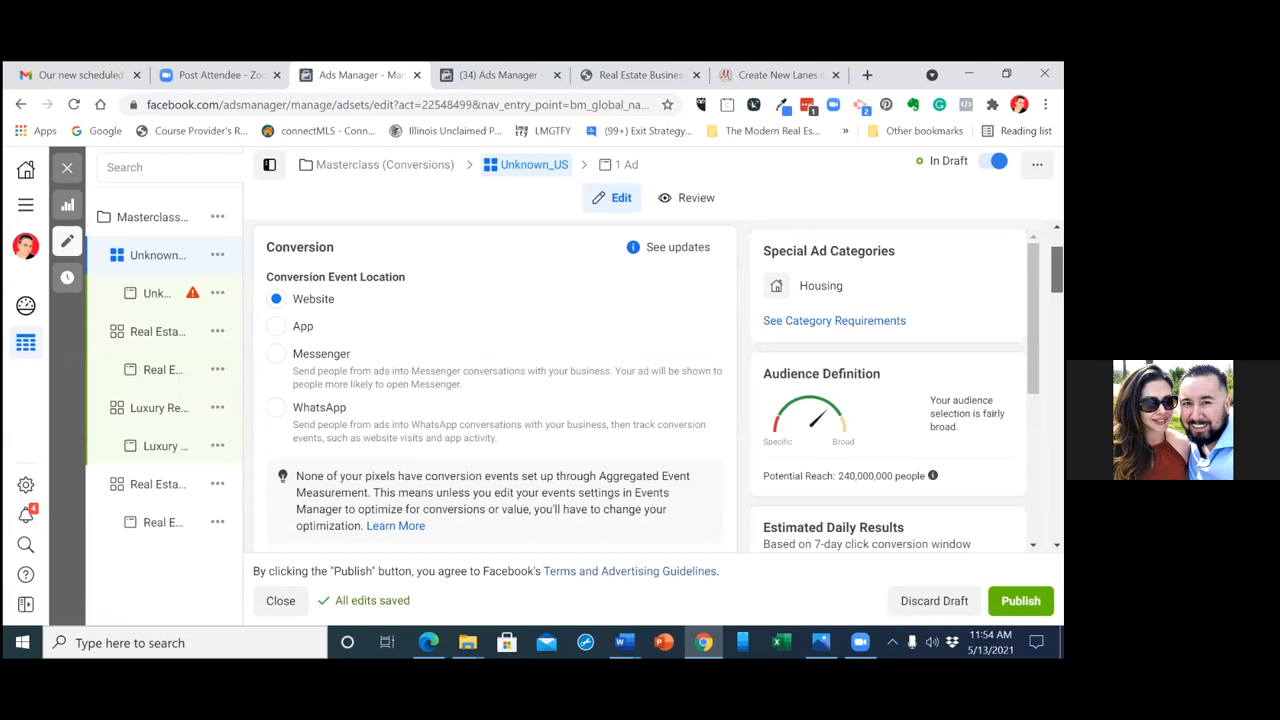 Our new scheduled
Post Attendee - Zo
Ads Manager - Ma
(34) Ads Manager -
Real Estate Busines
Create New Lanes o
facebook.com/adsmanager/manage/adsets/edit?act=22548499&nav_entry_point=bm_global_na...
1
2
Apps
Google
Course Provider's R...
connectMLS - Conn...
Illinois Unclaimed P...
LMGTFY
(99+) Exit Strategy...
The Modern Real Es...
»
Other bookmarks
Reading list
Search
Masterclass (Conversions)
Unknown_US
1 Ad
In Draft
Edit
Review
Masterclass...
Unknown...
Unk...
Real Esta...
Real E...
Luxury Re...
Luxury ...
Real Esta...
Real E...
4
Conversion
See updates
Conversion Event Location
Website
App
Messenger
Send people from ads into Messenger conversations with your business. Your ad will be shown to
people more likely to open Messenger.
WhatsApp
Send people from ads into WhatsApp conversations with your business, then track conversion
events, such as website visits and app activity.
None of your pixels have conversion events set up through Aggregated Event
Measurement. This means unless you edit your events settings in Events
Manager to optimize for conversions or value, you'll have to change your
optimization. Learn More
Special Ad Categories
Housing
See Category Requirements
Audience Definition
Specific
Broad
Your audience
selection is fairly
broad.
Potential Reach: 240,000,000 people
Estimated Daily Results
Based on 7-day click conversion window
By clicking the "Publish" button, you agree to Facebook's Terms and Advertising Guidelines.
Close
All edits saved
Discard Draft
Publish
Type here to search
11:54 AM
5/13/2021